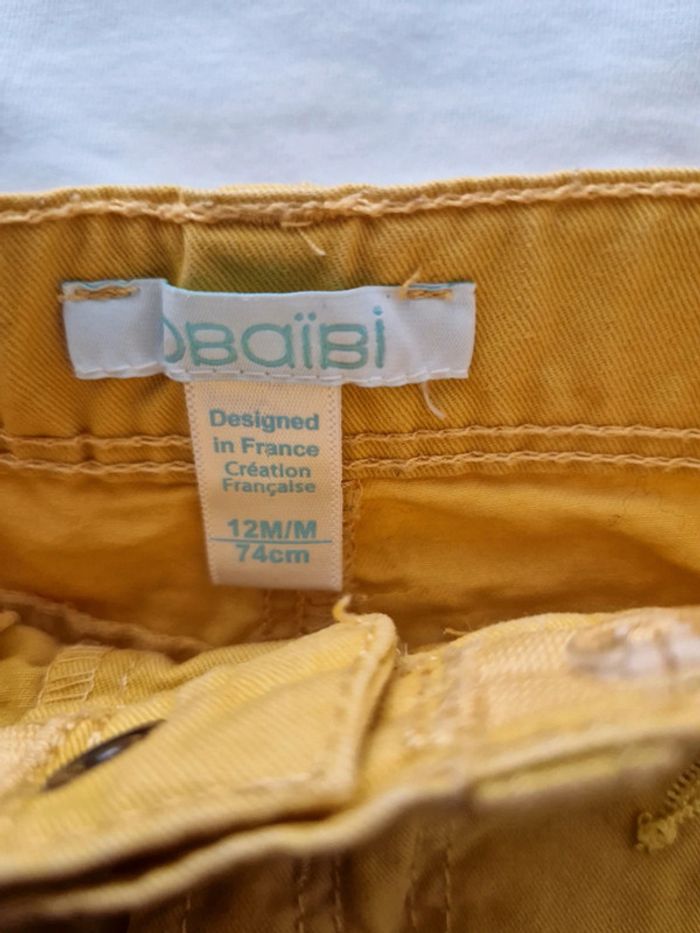 obaïbi
Designed
in France
Création
Française
12M/M
74cm